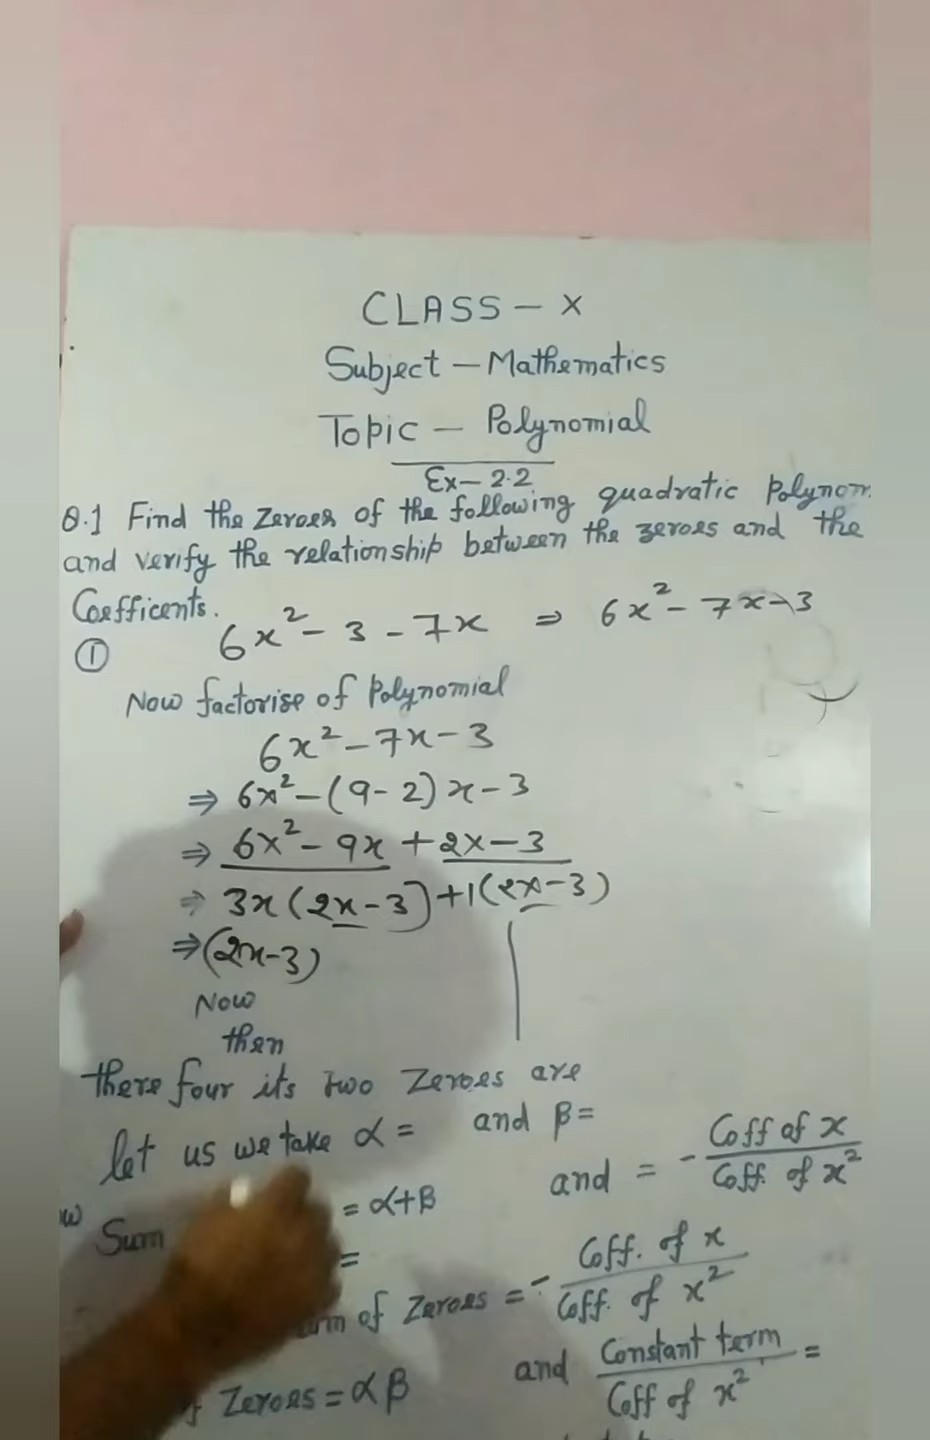 CLASS - X
Subject - Mathematics
Topic - Polynomial
Ex- 2.2
Q.1 Find the zeroes of the following quadratic Polynom
and verify the relationship between the zeroes and the
Coefficents.
① 6x² - 3 - 7x ⇒ 6x² - 7x - 3
Now factorise of Polynomial
6x² - 7x - 3
⇒ 6x² - (9 - 2) x - 3
⇒ 6x² - 9x + 2x - 3
⇒ 3x (2x - 3) + 1 (2x - 3)
⇒ (2x - 3)
Now
then
there four its two Zeroes are
let us we take α = and β =
Sum = α + β and = - Coff of x / Coff. of x²
=
of Zeroes = - Coff. of x / Coff. of x²
Zeroes = α β and Constant term / Coff of x² =